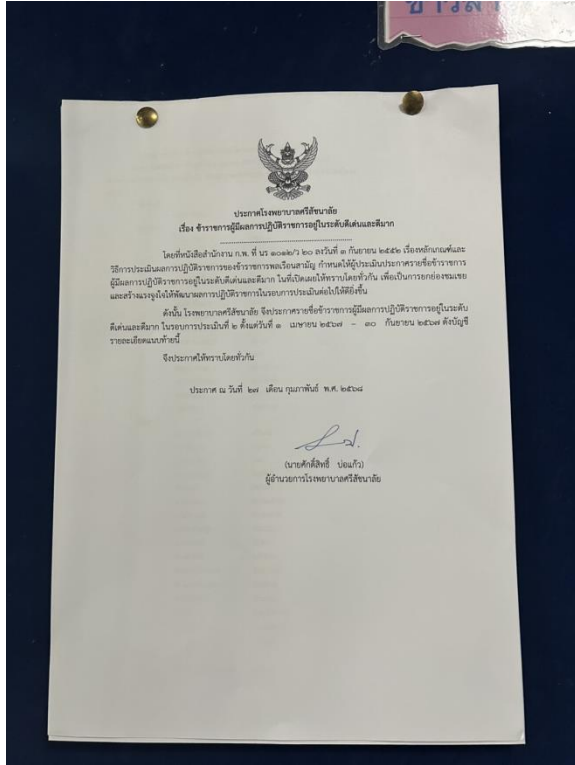 ข่าวสา
ประกาศโรงพยาบาลศรีสัชนาลัย
เรื่อง ข้าราชการผู้มีผลการปฏิบัติราชการอยู่ในระดับดีเด่นและดีมาก
โดยที่หนังสือสำนักงาน ก.พ. ที่ นร ๑๐๑๒/ว ๒๐ ลงวันที่ ๓ กันยายน ๒๕๕๒ เรื่องหลักเกณฑ์และ
วิธีการประเมินผลการปฏิบัติราชการของข้าราชการพลเรือนสามัญ กำหนดให้ผู้ประเมินประกาศรายชื่อข้าราชการ
ผู้มีผลการปฏิบัติราชการอยู่ในระดับดีเด่นและดีมาก ในที่เปิดเผยให้ทราบโดยทั่วกัน เพื่อเป็นการยกย่องชมเชย
และสร้างแรงจูงใจให้พัฒนาผลการปฏิบัติราชการในรอบการประเมินต่อไปให้ดียิ่งขึ้น
ดังนั้น โรงพยาบาลศรีสัชนาลัย จึงประกาศรายชื่อข้าราชการผู้มีผลการปฏิบัติราชการอยู่ในระดับ
ดีเด่นและดีมาก ในรอบการประเมินที่ ๒ ตั้งแต่วันที่ ๑ เมษายน ๒๕๖๗ – ๓๐ กันยายน ๒๕๖๗ ดังบัญชี
รายละเอียดแนบท้ายนี้
จึงประกาศให้ทราบโดยทั่วกัน
ประกาศ ณ วันที่ ๒๗ เดือน กุมภาพันธ์ พ.ศ. ๒๕๖๘
(นายศักดิ์สิทธิ์ บ่อแก้ว)
ผู้อำนวยการโรงพยาบาลศรีสัชนาลัย